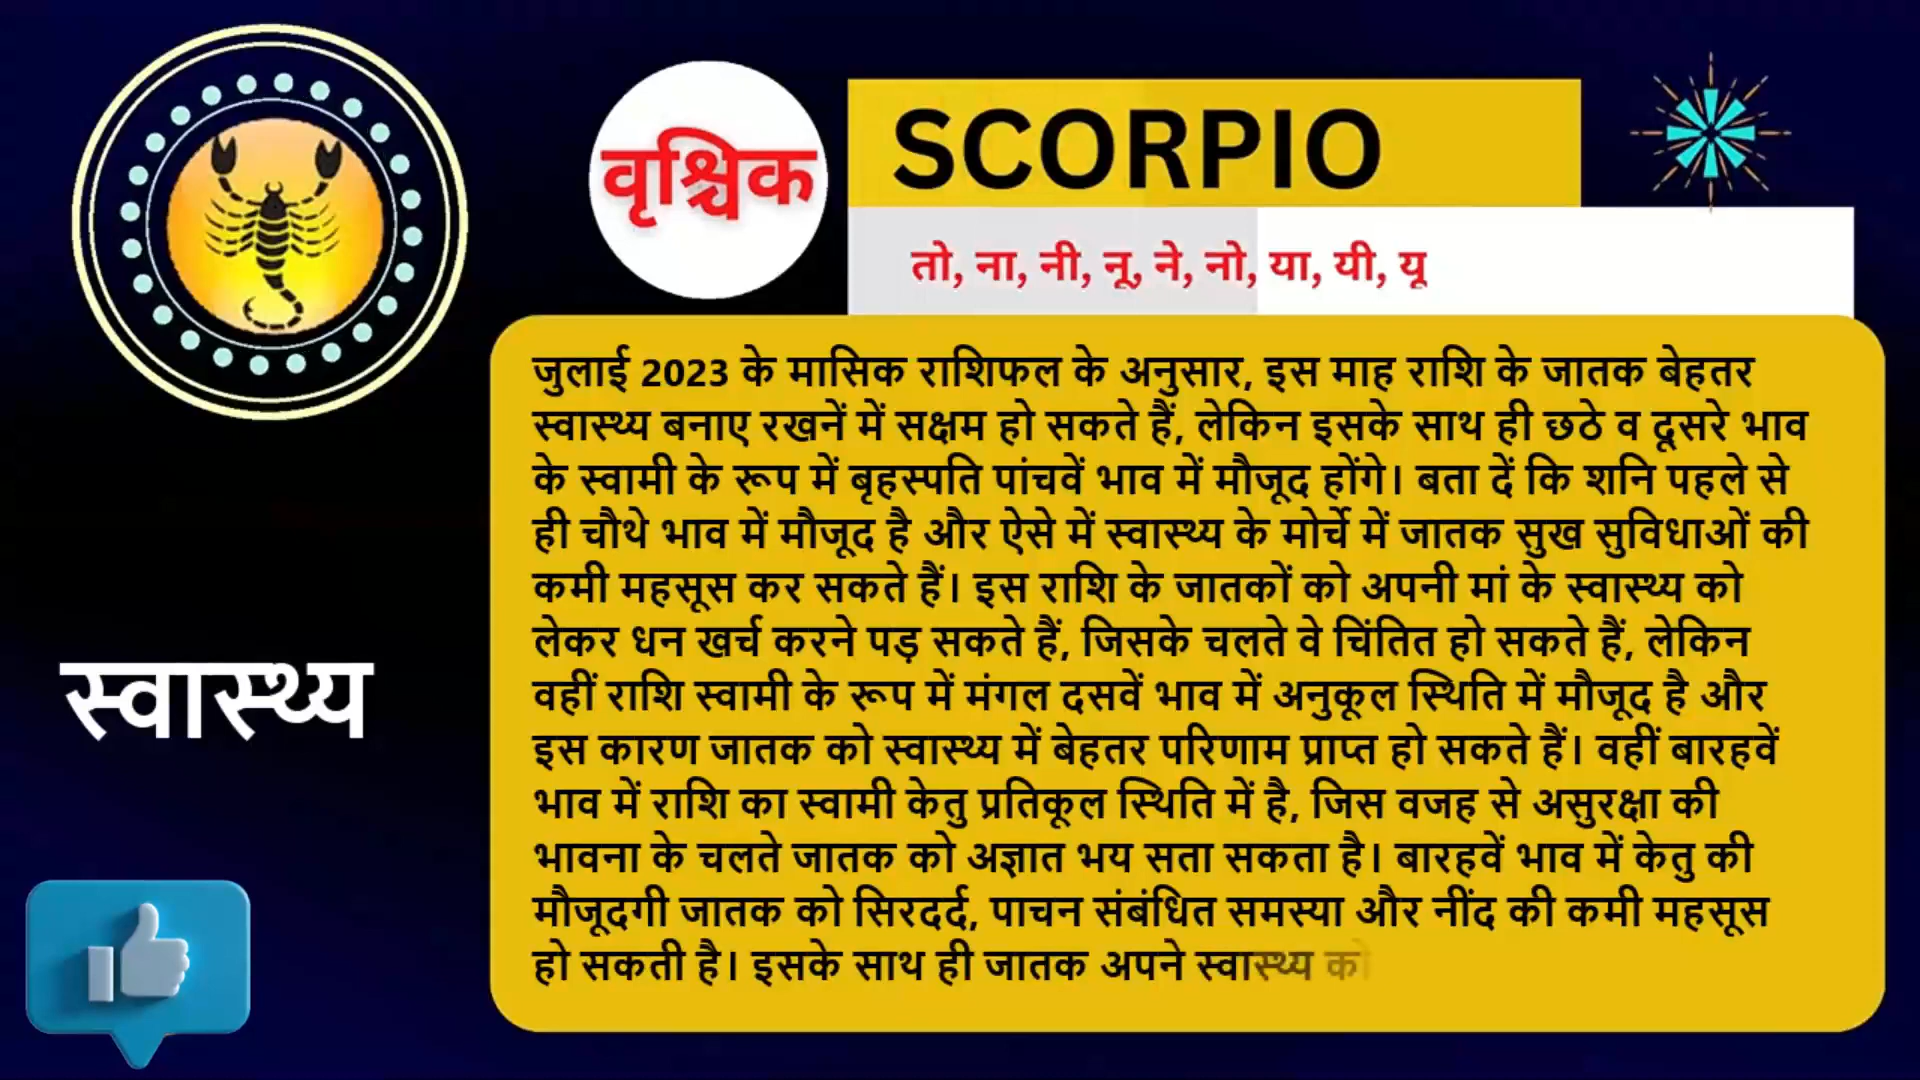 वृश्चिक
SCORPIO
तो, ना, नी, नू, ने, नो, या, यी, यू
जुलाई 2023 के मासिक राशिफल के अनुसार, इस माह राशि के जातक बेहतर
स्वास्थ्य बनाए रखनें में सक्षम हो सकते हैं, लेकिन इसके साथ ही छठे व दूसरे भाव
के स्वामी के रूप में बृहस्पति पांचवें भाव में मौजूद होंगे। बता दें कि शनि पहले से
ही चौथे भाव में मौजूद है और ऐसे में स्वास्थ्य के मोर्चे में जातक सुख सुविधाओं की
कमी महसूस कर सकते हैं। इस राशि के जातकों को अपनी मां के स्वास्थ्य को
लेकर धन खर्च करने पड़ सकते हैं, जिसके चलते वे चिंतित हो सकते हैं, लेकिन
वहीं राशि स्वामी के रूप में मंगल दसवें भाव में अनुकूल स्थिति में मौजूद है और
इस कारण जातक को स्वास्थ्य में बेहतर परिणाम प्राप्त हो सकते हैं। वहीं बारहवें
भाव में राशि का स्वामी केतु प्रतिकूल स्थिति में है, जिस वजह से असुरक्षा की
भावना के चलते जातक को अज्ञात भय सता सकता है। बारहवें भाव में केतु की
मौजूदगी जातक को सिरदर्द, पाचन संबंधित समस्या और नींद की कमी महसूस
हो सकती है। इसके साथ ही जातक अपने स्वास्थ्य को
स्वास्थ्य